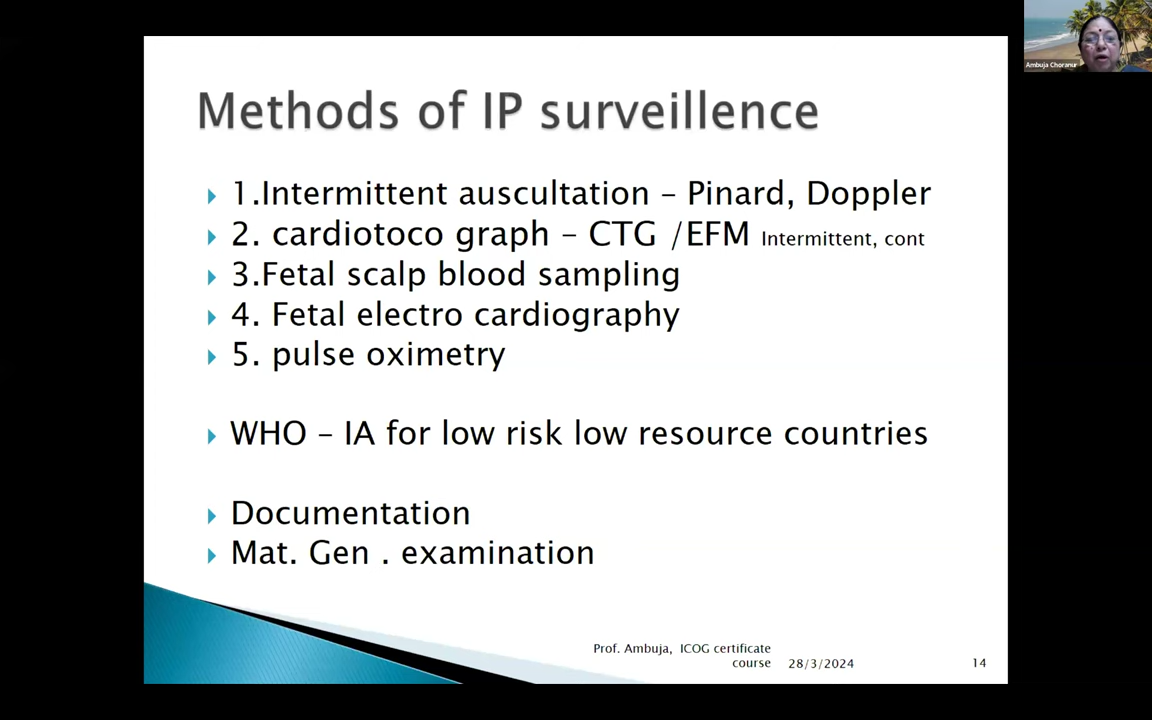 Ambuja Choranur
Methods of IP surveillence
1.Intermittent auscultation – Pinard, Doppler
2. cardiotoco graph – CTG /EFM Intermittent, cont
3.Fetal scalp blood sampling
4. Fetal electro cardiography
5. pulse oximetry
WHO – IA for low risk low resource countries
Documentation
Mat. Gen . examination
Prof. Ambuja, ICOG certificate
course 28/3/2024 14